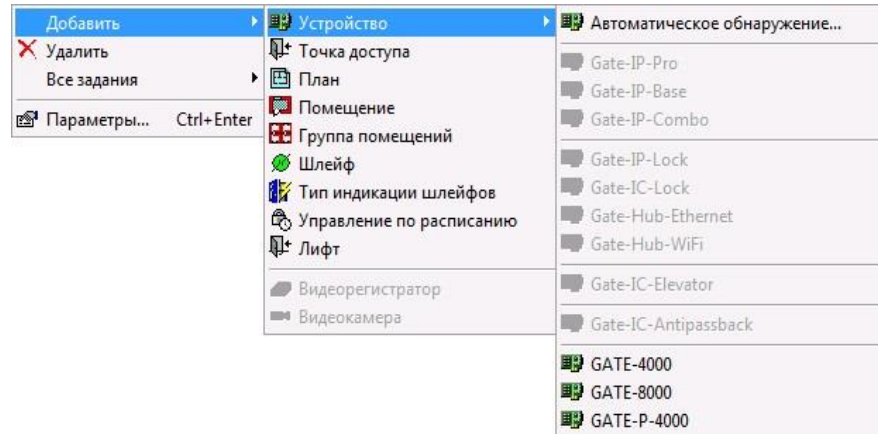 Добавить
Удалить
Все задания
Параметры... Ctrl+Enter
Устройство
Точка доступа
План
Помещение
Группа помещений
Шлейф
Тип индикации шлейфов
Управление по расписанию
Лифт
Видеорегистратор
Видеокамера
Автоматическое обнаружение...
Gate-IP-Pro
Gate-IP-Base
Gate-IP-Combo
Gate-IP-Lock
Gate-IC-Lock
Gate-Hub-Ethernet
Gate-Hub-WiFi
Gate-IC-Elevator
Gate-IC-Antipassback
GATE-4000
GATE-8000
GATE-P-4000